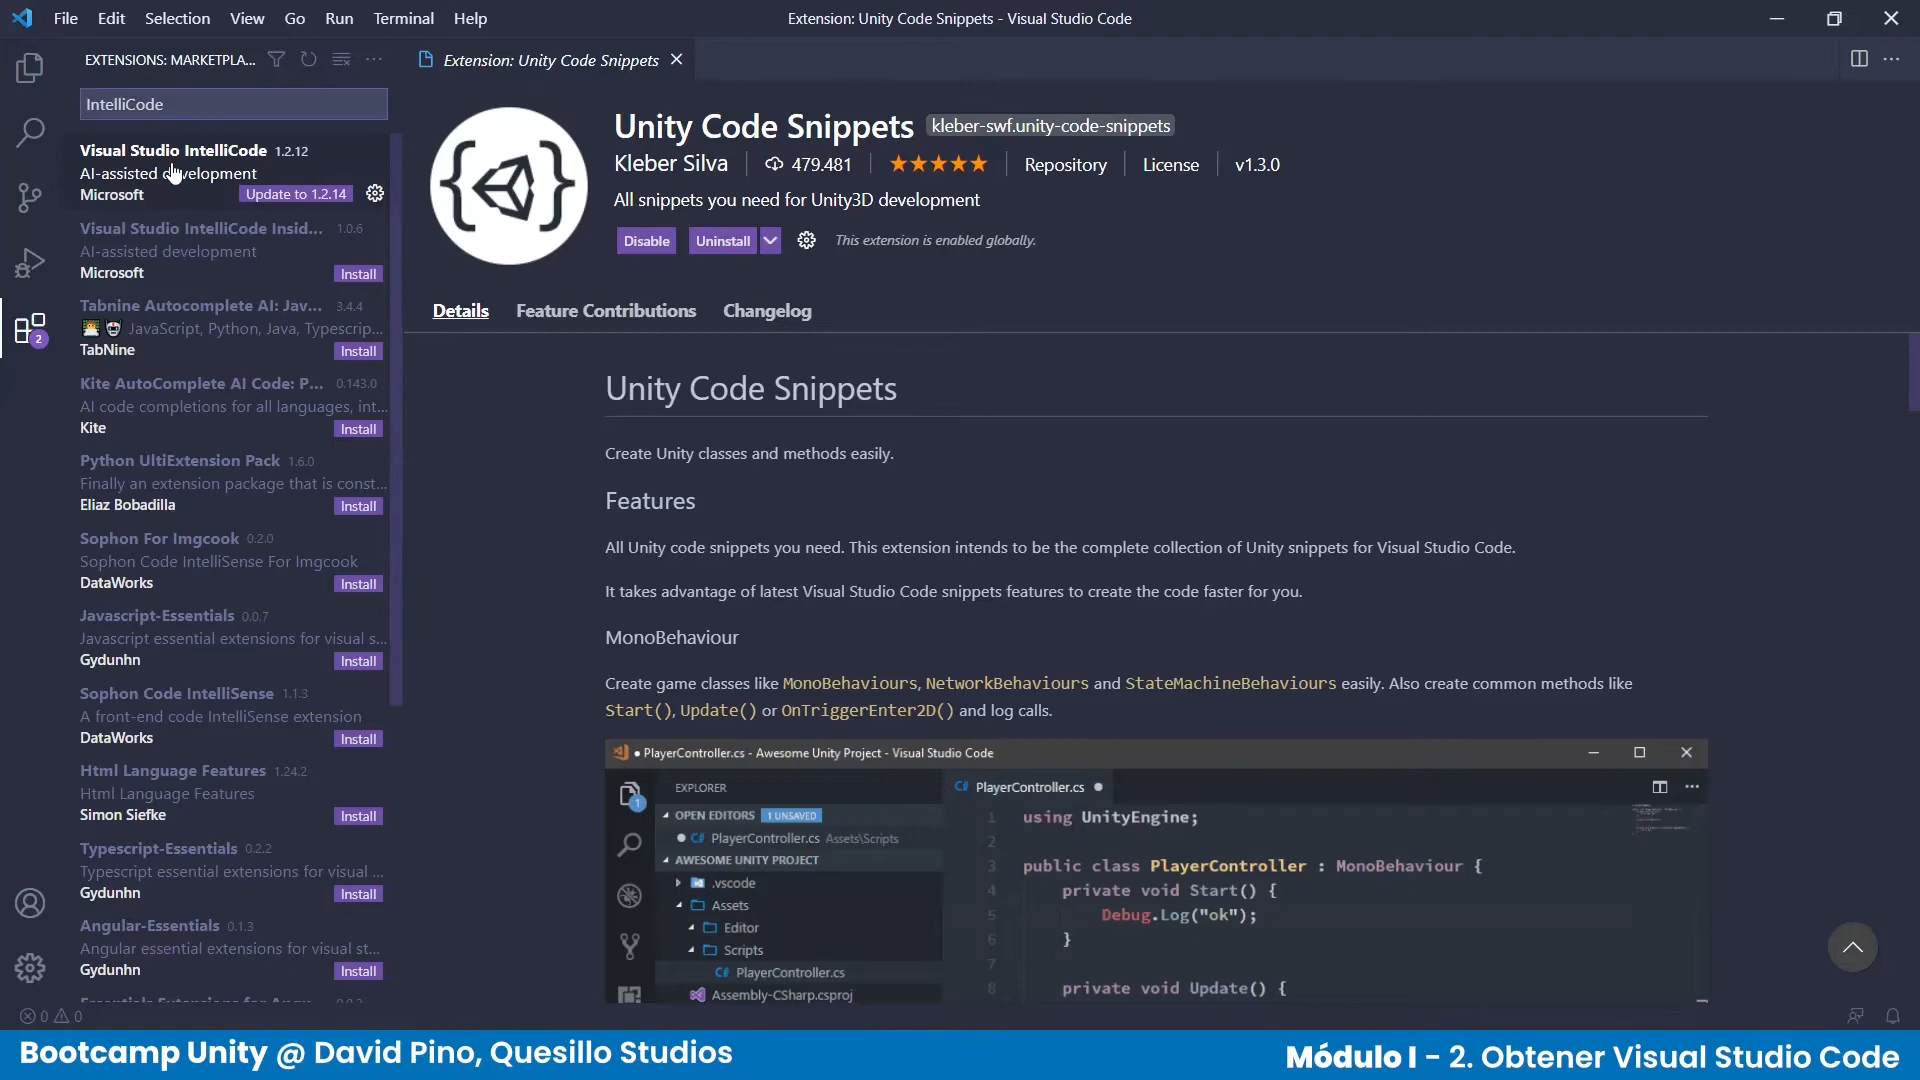 File Edit Selection View Go Run Terminal Help
Extension: Unity Code Snippets - Visual Studio Code
EXTENSIONS: MARKETPLA...
Extension: Unity Code Snippets
IntelliCode
Visual Studio IntelliCode 1.2.12
AI-assisted development
Microsoft
Update to 1.2.14
Visual Studio IntelliCode Insid... 1.0.6
AI-assisted development
Microsoft
Install
Tabnine Autocomplete AI: Jav... 3.4.4
JavaScript, Python, Java, Typescrip...
TabNine
Install
Kite AutoComplete AI Code: P... 0.143.0
AI code completions for all languages, int...
Kite
Install
Python UltiExtension Pack 1.6.0
Finally an extension package that is const...
Eliaz Bobadilla
Install
Sophon For Imgcook 0.2.0
Sophon Code IntelliSense For Imgcook
DataWorks
Install
Javascript-Essentials 0.0.7
Javascript essential extensions for visual s...
Gydunhn
Install
Sophon Code IntelliSense 1.1.3
A front-end code IntelliSense extension
DataWorks
Install
Html Language Features 1.24.2
Html Language Features
Simon Siefke
Install
Typescript-Essentials 0.2.2
Typescript essential extensions for visual ...
Gydunhn
Install
Angular-Essentials 0.1.3
Angular essential extensions for visual st...
Gydunhn
Install
2
0 0
Unity Code Snippets kleber-swf.unity-code-snippets
Kleber Silva 479.481 Repository License v1.3.0
All snippets you need for Unity3D development
Disable Uninstall This extension is enabled globally.
Details Feature Contributions Changelog
Unity Code Snippets
Create Unity classes and methods easily.
Features
All Unity code snippets you need. This extension intends to be the complete collection of Unity snippets for Visual Studio Code.
It takes advantage of latest Visual Studio Code snippets features to create the code faster for you.
MonoBehaviour
Create game classes like MonoBehaviours, NetworkBehaviours and StateMachineBehaviours easily. Also create common methods like
Start(), Update() or OnTriggerEnter2D() and log calls.
● PlayerController.cs - Awesome Unity Project - Visual Studio Code
1
EXPLORER
OPEN EDITORS 1 UNSAVED
● C# PlayerController.cs Assets\Scripts
AWESOME UNITY PROJECT
.vscode
Assets
Editor
Scripts
C# PlayerController.cs
Assembly-CSharp.csproj
C# PlayerController.cs ●
1 using UnityEngine;
2
3 public class PlayerController : MonoBehaviour {
4 private void Start() {
5 Debug.Log("ok");
6 }
7
8 private void Update() {
Bootcamp Unity @ David Pino, Quesillo Studios
Módulo I - 2. Obtener Visual Studio Code